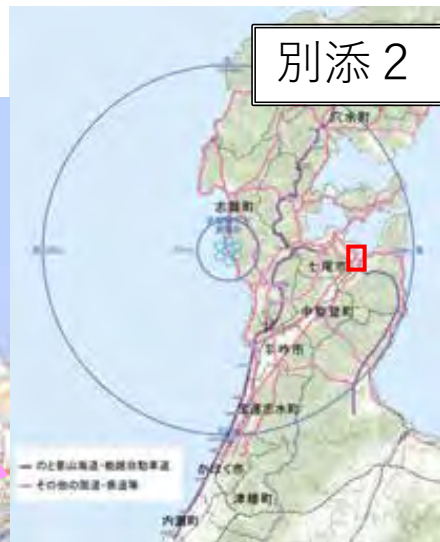 別添２
穴水町
志賀町
七尾市
中能登町
羽咋市
宝達志水町
かほく市
津幡町
内灘町
のと里山海道・能越自動車道
その他の国道・県道等